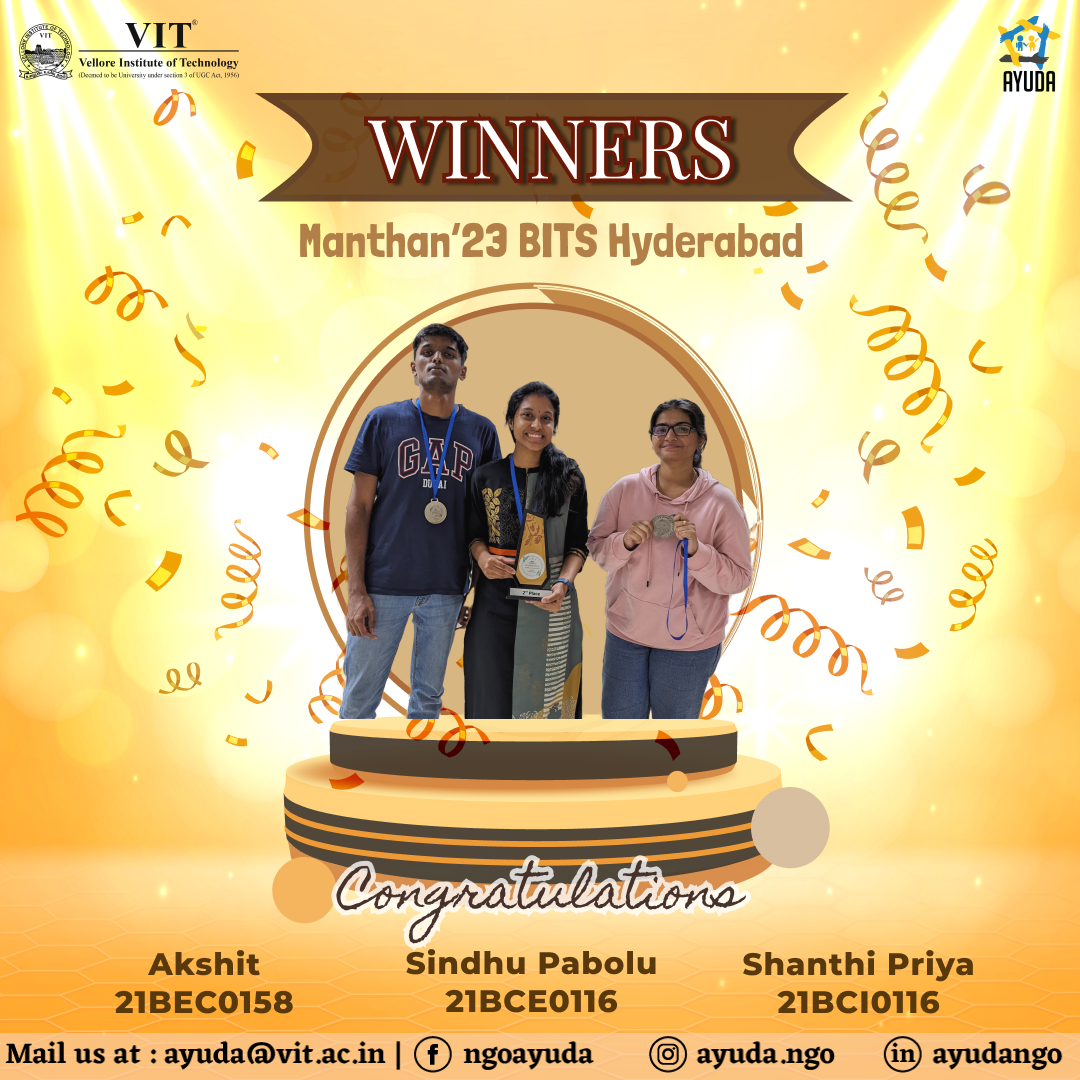 VIT®
Vellore Institute of Technology
(Deemed to be University under section 3 of UGC Act, 1956)
AYUDA
WINNERS
Manthan'23 BITS Hyderabad
GAP
2nd Place
Congratulations
Akshit
21BEC0158
Sindhu Pabolu
21BCE0116
Shanthi Priya
21BCI0116
Mail us at : ayuda@vit.ac.in | ngoayuda ayuda.ngo ayudango